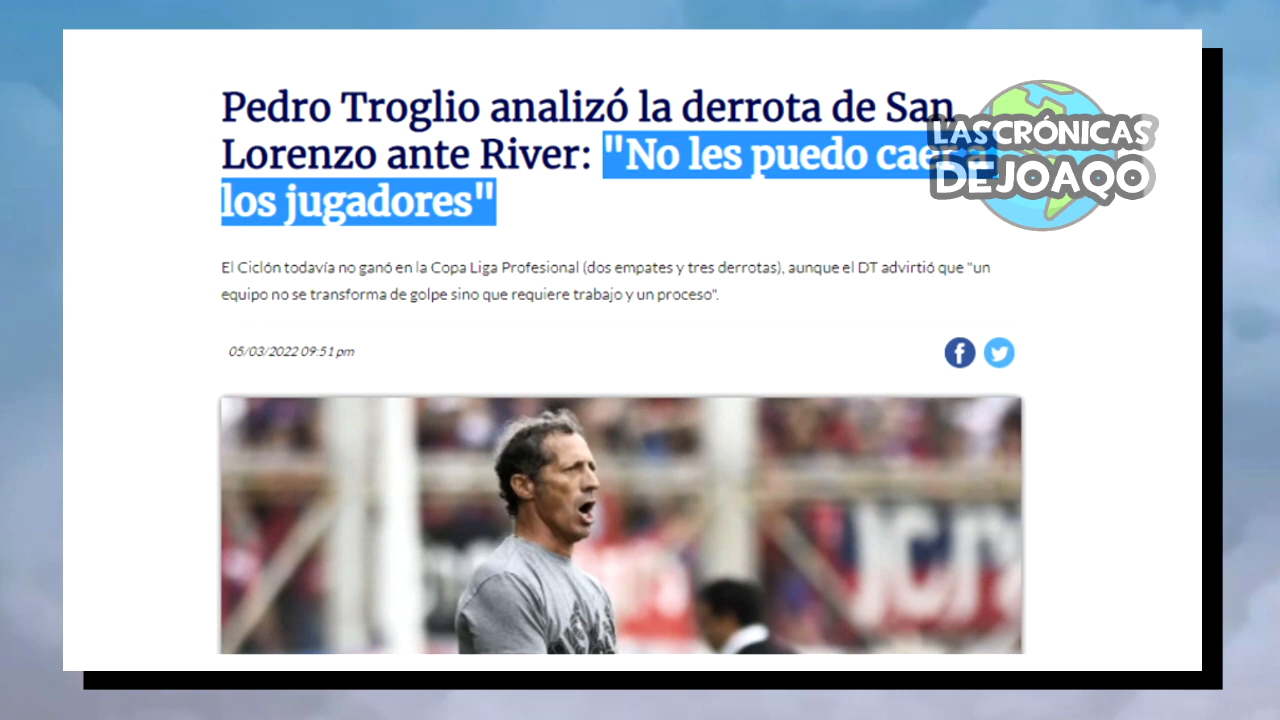 Pedro Troglio analizó la derrota de San
Lorenzo ante River: "No les puedo caer a
los jugadores"
LAS CRÓNICAS
DE JOAQO
El Ciclón todavía no ganó en la Copa Liga Profesional (dos empates y tres derrotas), aunque el DT advirtió que "un
equipo no se transforma de golpe sino que requiere trabajo y un proceso".
05/03/2022 09:51 pm